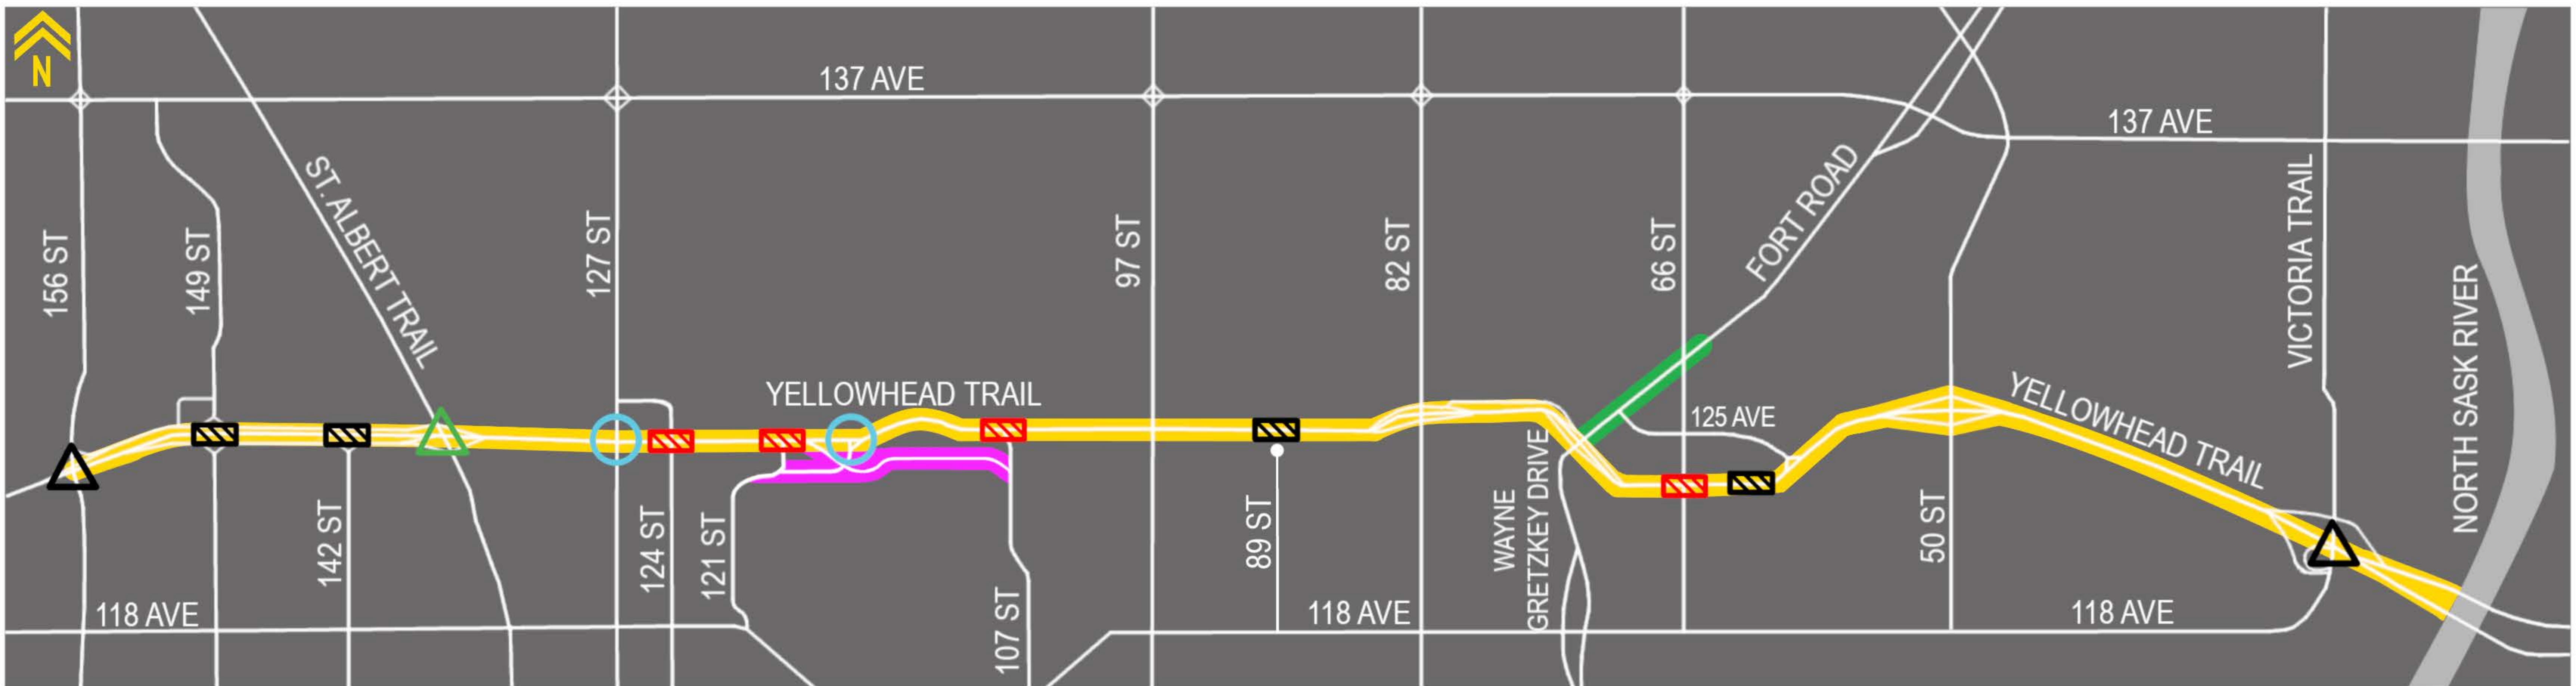 N
137 AVE
137 AVE
ST. ALBERT TRAIL
FORT ROAD
156 ST
149 ST
127 ST
97 ST
82 ST
66 ST
VICTORIA TRAIL
NORTH SASK RIVER
YELLOWHEAD TRAIL
125 AVE
YELLOWHEAD TRAIL
142 ST
124 ST
121 ST
107 ST
89 ST
WAYNE
GRETZKEY DRIVE
50 ST
118 AVE
118 AVE
118 AVE